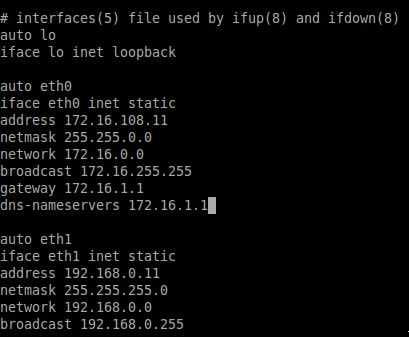 # interfaces(5) file used by ifup(8) and ifdown(8)
auto lo
iface lo inet loopback
auto eth0
iface eth0 inet static
address 172.16.108.11
netmask 255.255.0.0
network 172.16.0.0
broadcast 172.16.255.255
gateway 172.16.1.1
dns-nameservers 172.16.1.1
auto eth1
iface eth1 inet static
address 192.168.0.11
netmask 255.255.255.0
network 192.168.0.0
broadcast 192.168.0.255